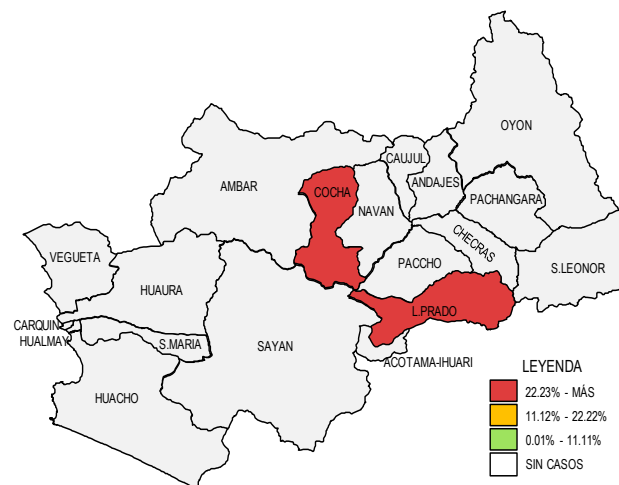 OYON
CAUJUL
AMBAR
COCHA
ANDAJES
NAVAN
PACHANGARA
CHECRAS
VEGUETA
PACCHO
S.LEONOR
HUAURA
L.PRADO
CARQUIN
HUALMAY
S.MARIA
SAYAN
ACOTAMA-IHUARI
HUACHO
LEYENDA
22.23% - MÁS
11.12% - 22.22%
0.01% - 11.11%
SIN CASOS